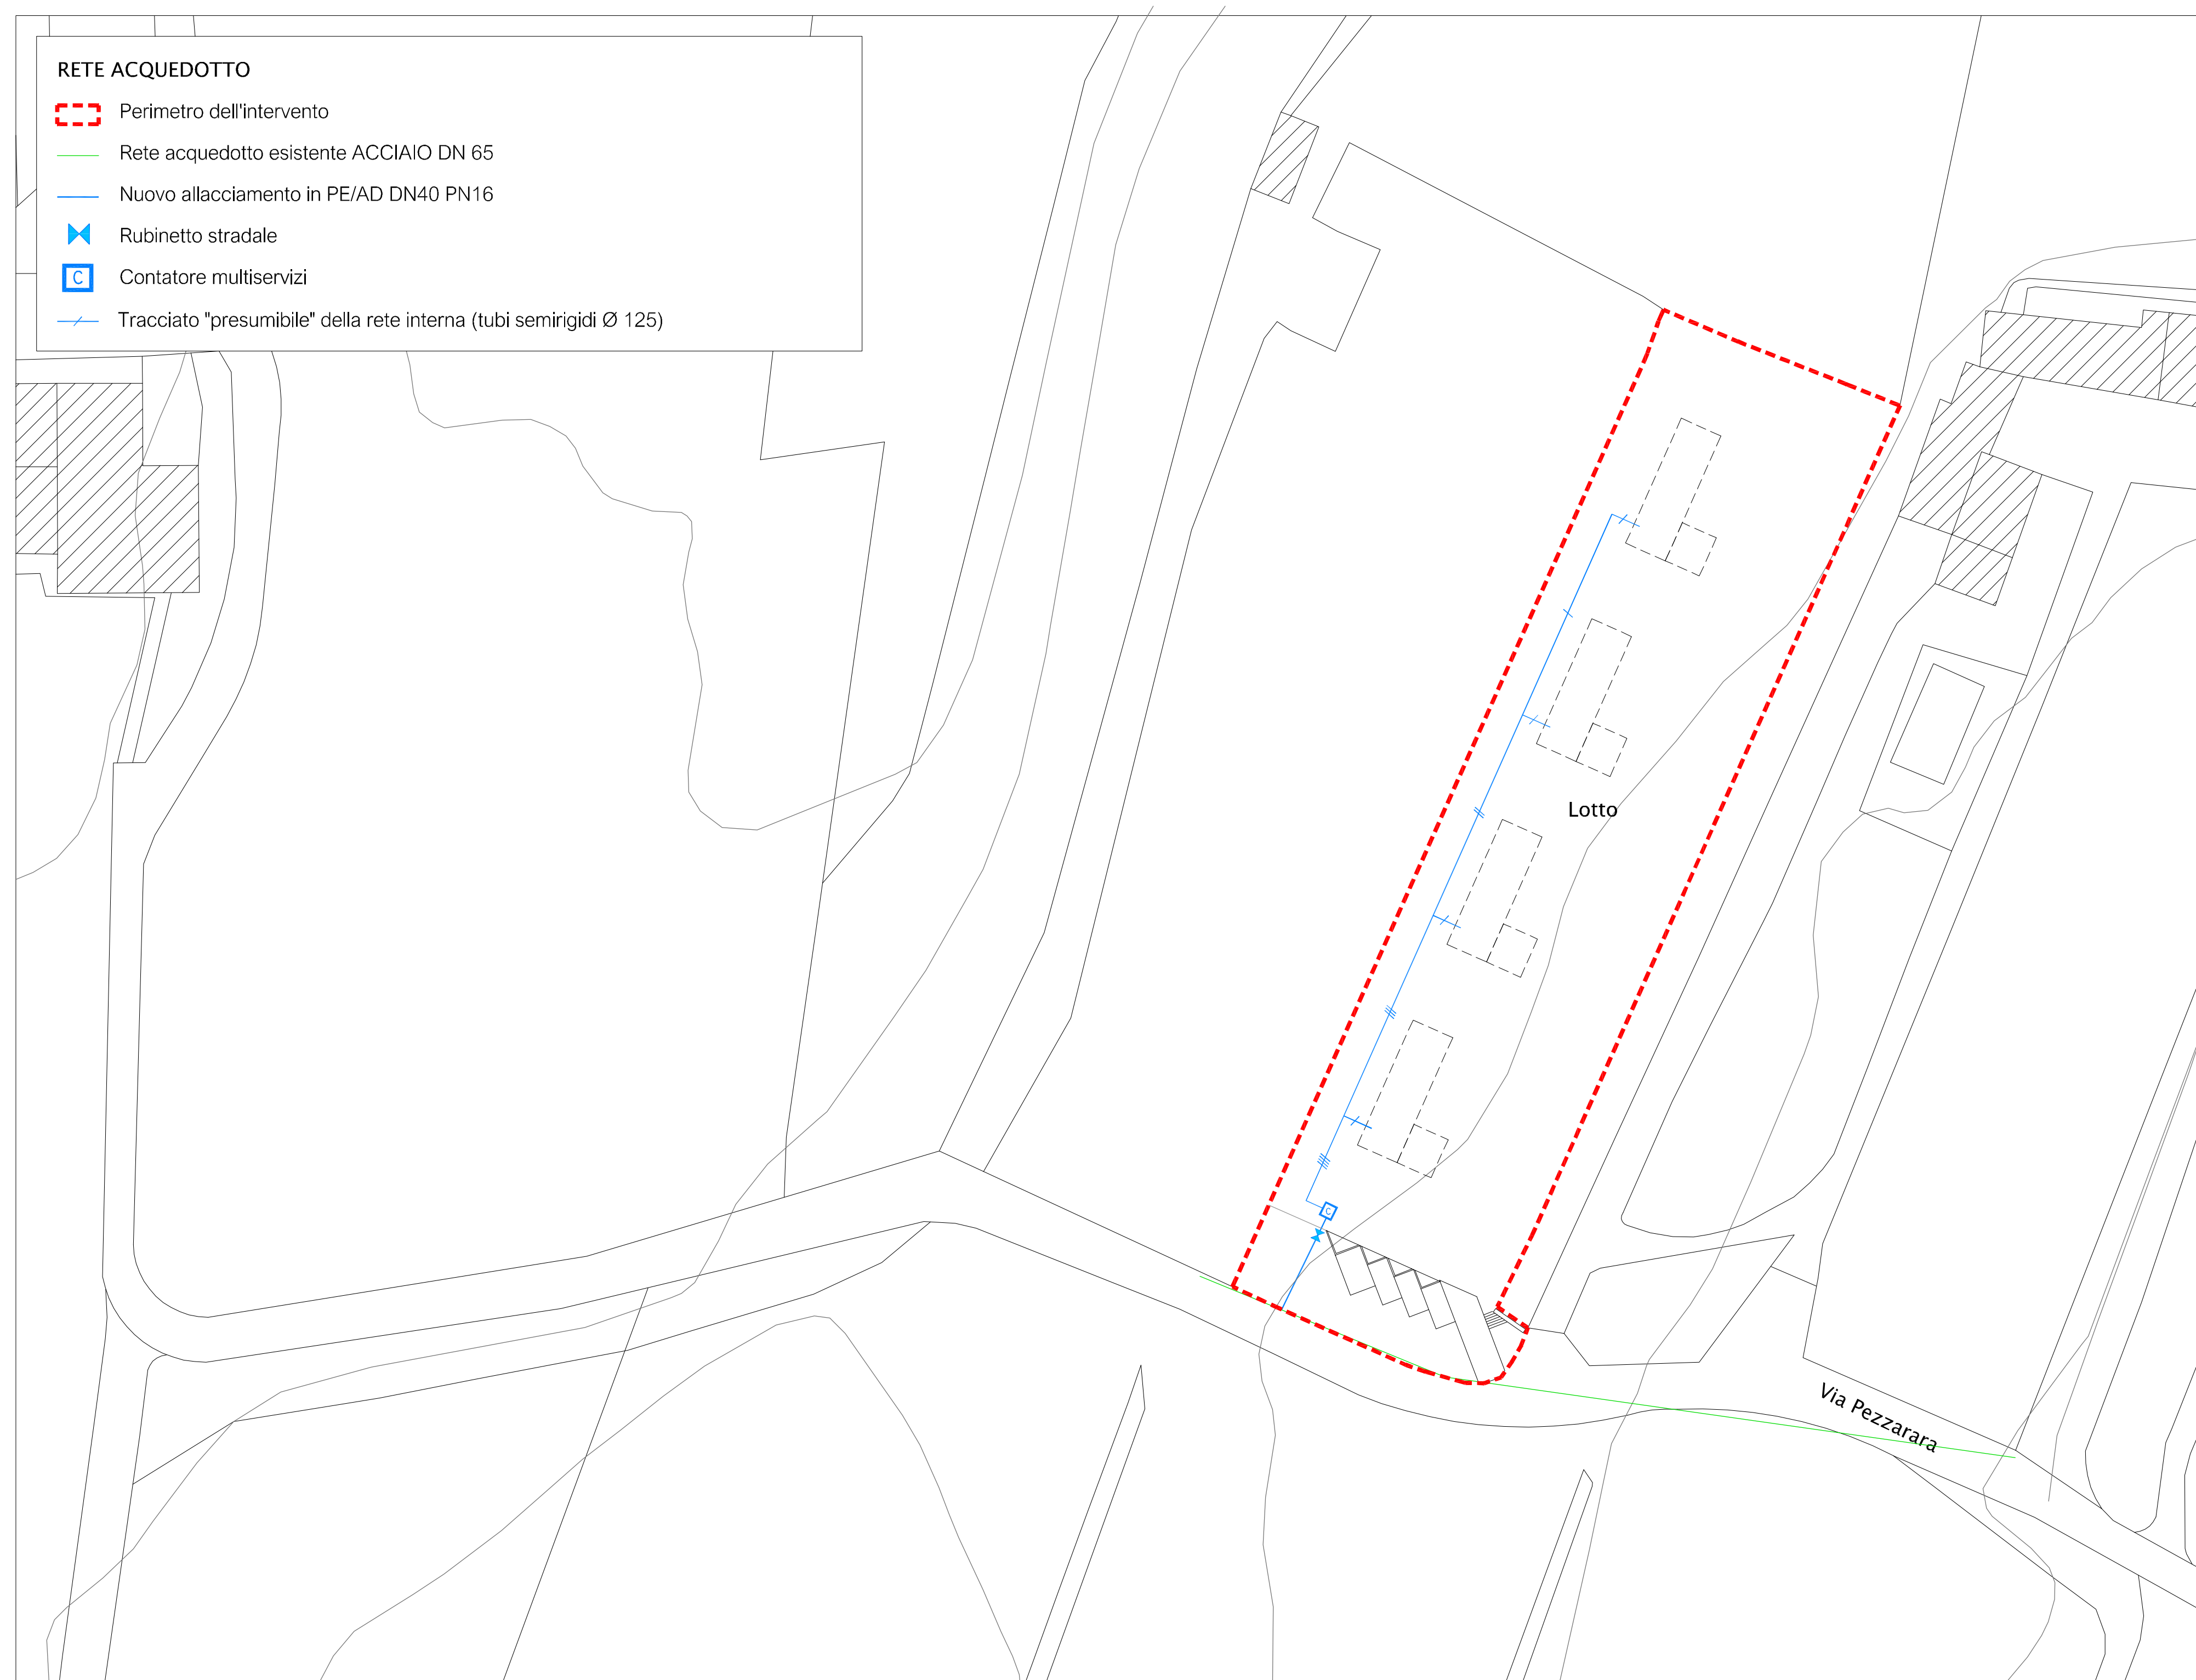 RETE ACQUEDOTTO
Perimetro dell'intervento
Rete acquedotto esistente ACCIAIO DN 65
Nuovo allacciamento in PE/AD DN40 PN16
Rubinetto stradale
C
Contatore multiservizi
Tracciato "presumibile" della rete interna (tubi semirigidi Ø 125)
Lotto
C
Via Pezzarara